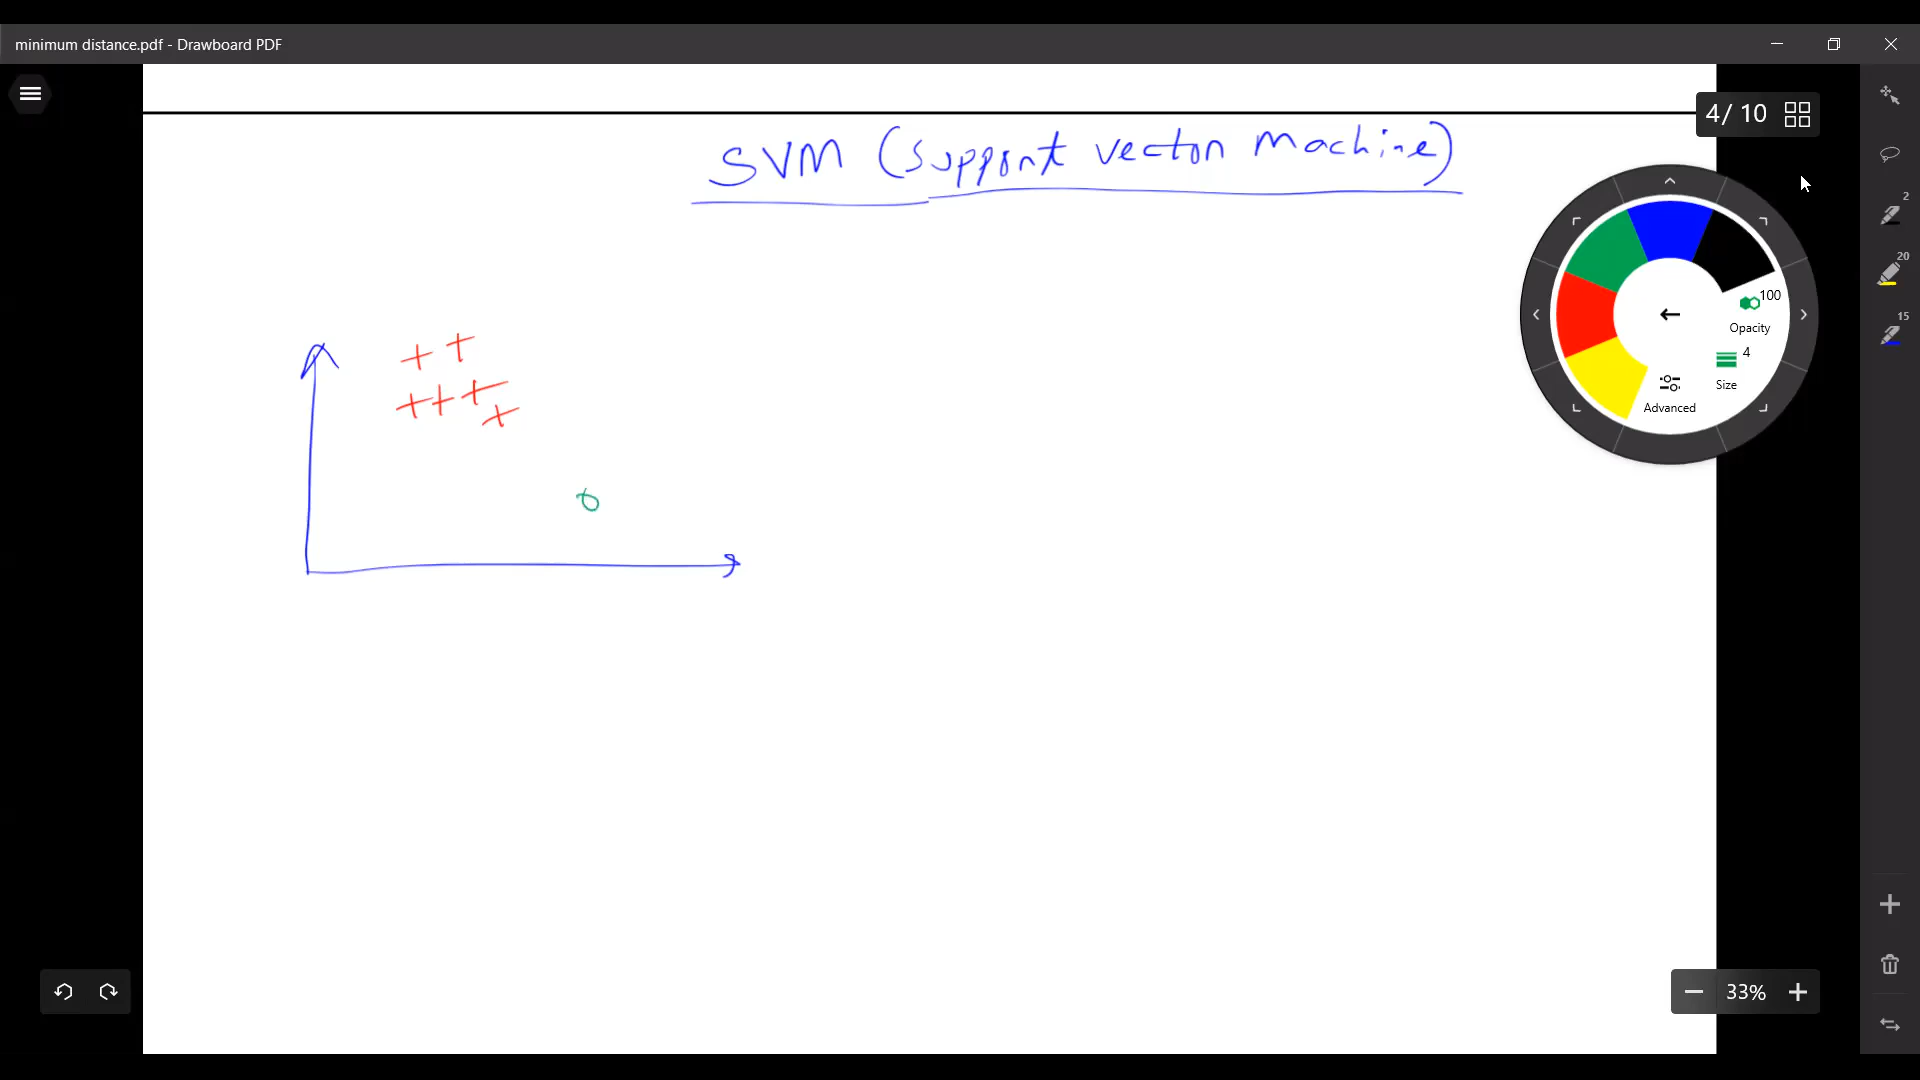 minimum distance.pdf - Drawboard PDF
4/ 10
SVM (Support vector Machine)
2
20
15
100
Opacity
4
Size
Advanced
+ +
+ + +
+
o
33%